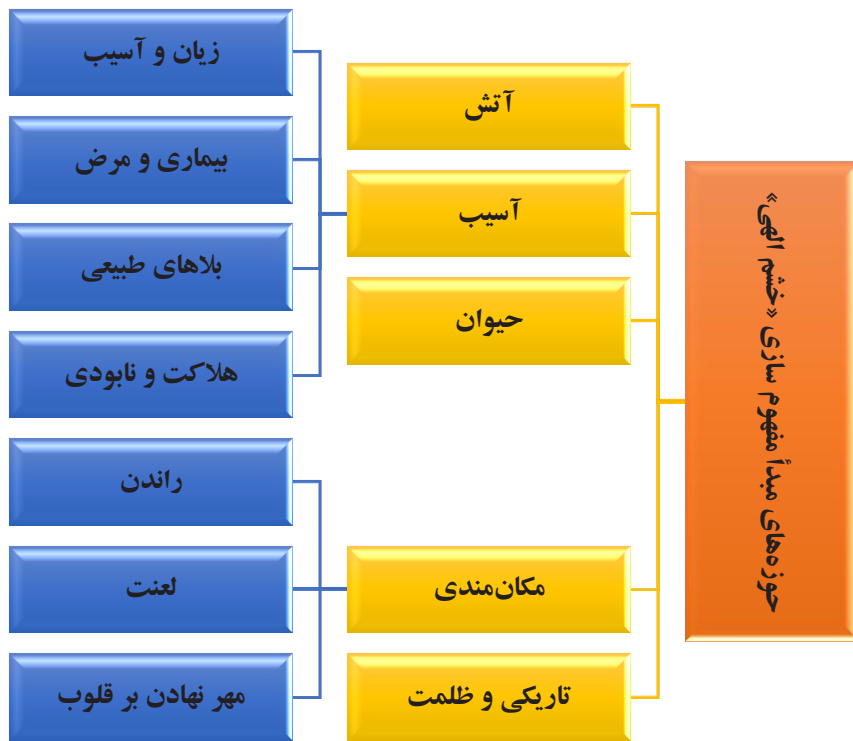 حوزه‌های مبدأ مفهوم سازی «خشم الهی»
آتش
آسیب
حیوان
مکان‌مندی
تاریکی و ظلمت
زیان و آسیب
بیماری و مرض
بلاهای طبیعی
هلاکت و نابودی
راندن
لعنت
مهر نهادن بر قلوب